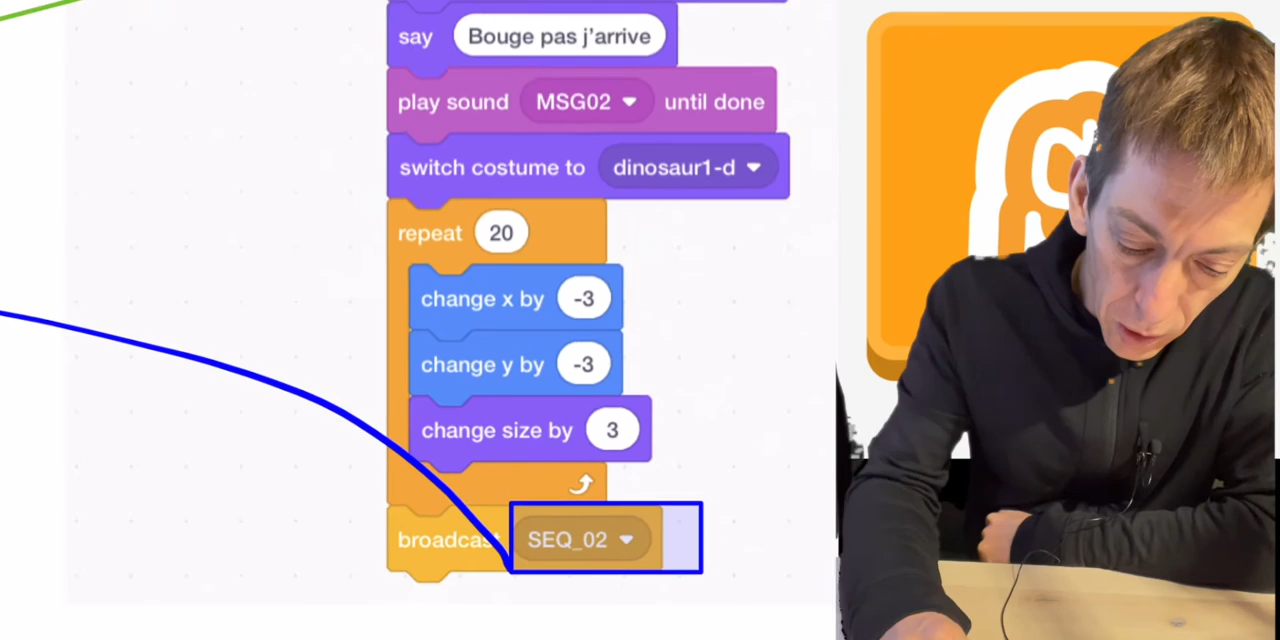 say Bouge pas j’arrive
play sound MSG02 until done
switch costume to dinosaur1-d
repeat 20
change x by -3
change y by -3
change size by 3
broadcast SEQ_02